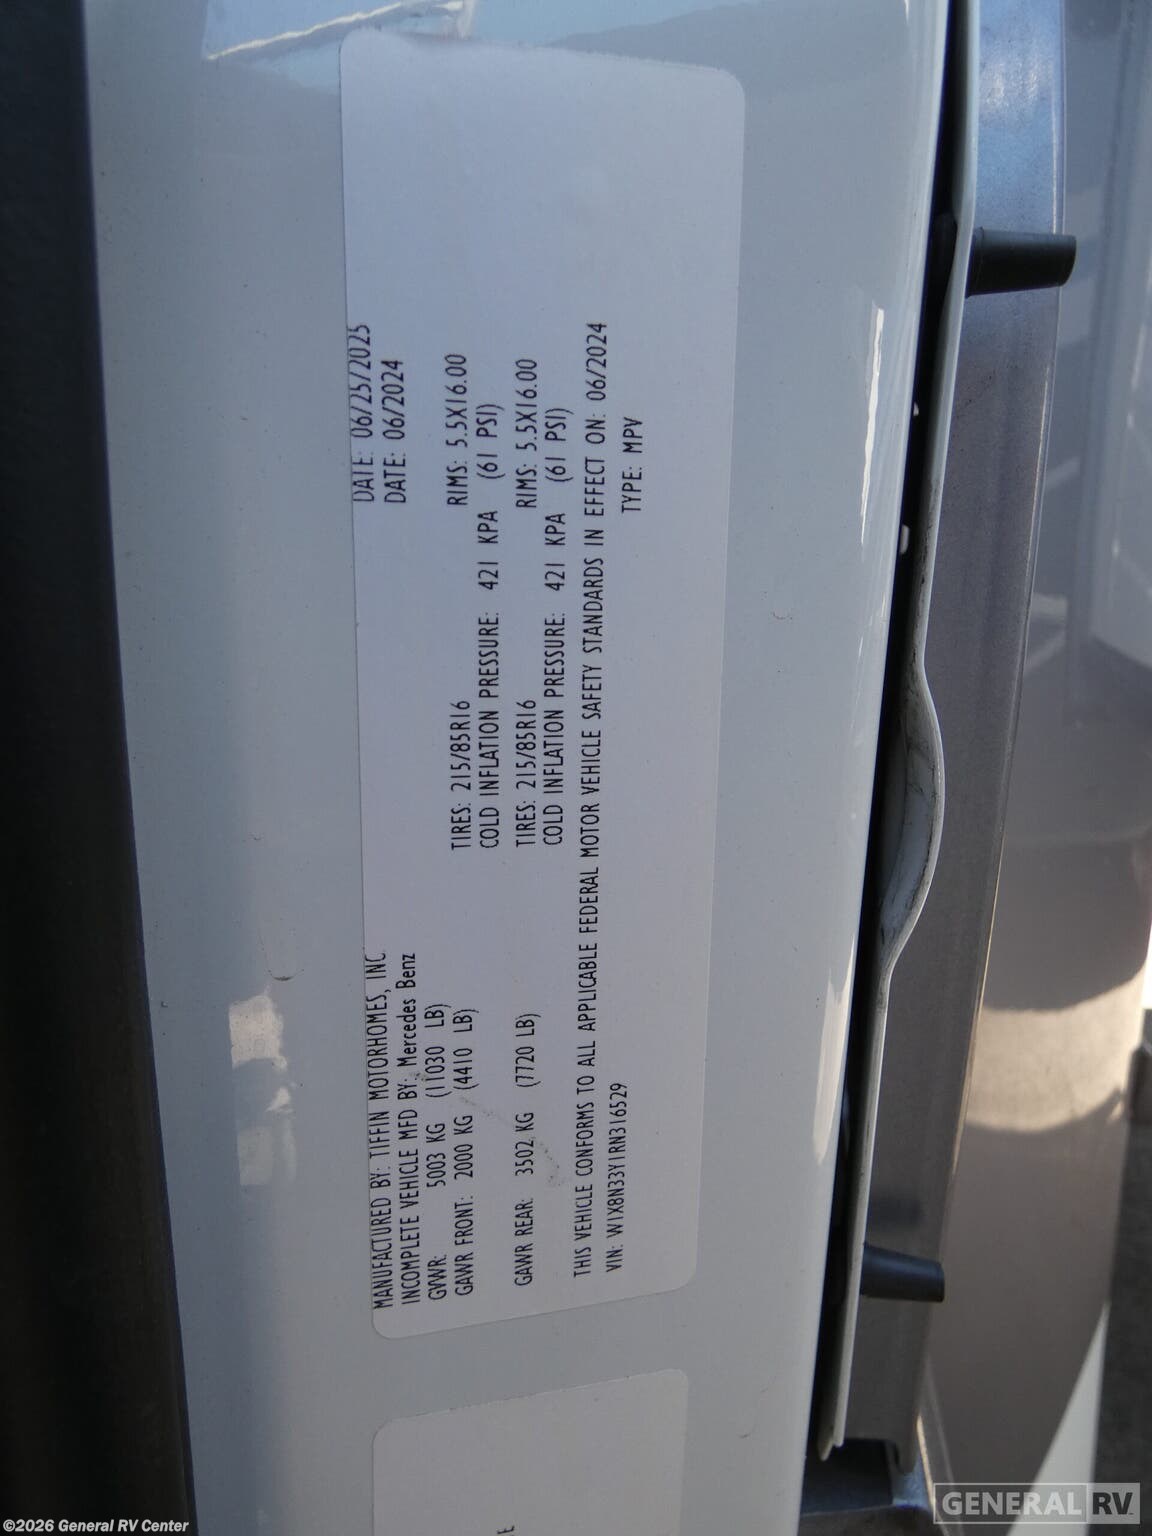 MANUFACTURED BY: TIFFIN MOTORHOMES, INC. DATE: 06/25/2025
INCOMPLETE VEHICLE MFD BY: Mercedes Benz DATE: 06/2024
GVWR: 5003 KG (11030 LB)
GAWR FRONT: 2000 KG (4410 LB) TIRES: 215/85R16 RIMS: 5.5X16.00
COLD INFLATION PRESSURE: 421 KPA (61 PSI)
GAWR REAR: 3502 KG (7720 LB) TIRES: 215/85R16 RIMS: 5.5X16.00
COLD INFLATION PRESSURE: 421 KPA (61 PSI)
THIS VEHICLE CONFORMS TO ALL APPLICABLE FEDERAL MOTOR VEHICLE SAFETY STANDARDS IN EFFECT ON: 06/2024
VIN: W1X8N33Y1RN316529 TYPE: MPV
E
GENERAL RV
©2026 General RV Center